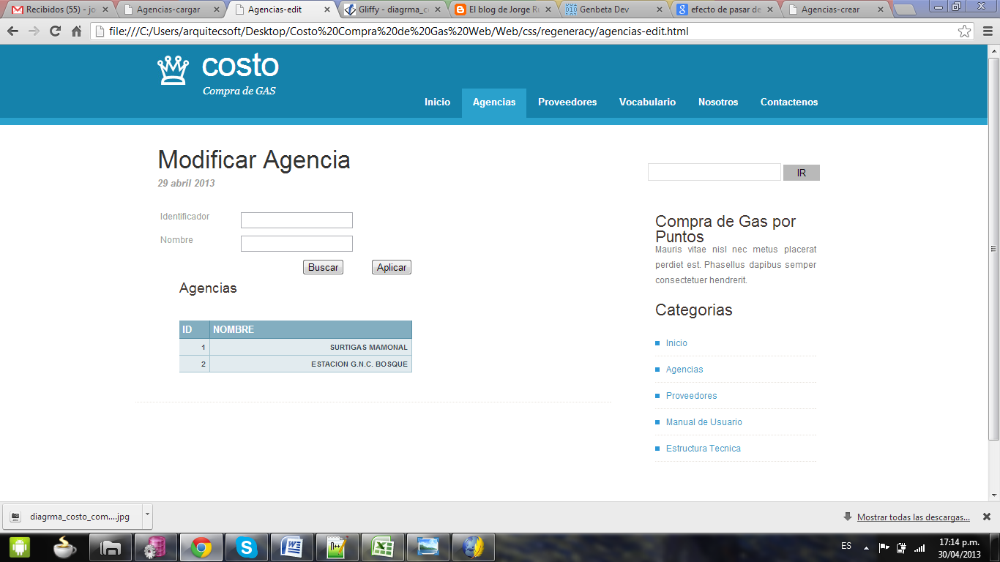 Recibidos (55) - jo
Agencias-cargar
Agencias-edit
Gliffy - diagrma_c
El blog de Jorge Ru
Genbeta Dev
efecto de pasar de
Agencias-crear
file:///C:/Users/arquitecsoft/Desktop/Costo%20Compra%20de%20Gas%20Web/Web/css/regeneracy/agencias-edit.html
costo
Compra de GAS
Inicio Agencias Proveedores Vocabulario Nosotros Contactenos
Modificar Agencia
29 abril 2013
Identificador
Nombre
Buscar Aplicar
Agencias
ID NOMBRE
1 SURTIGAS MAMONAL
2 ESTACION G.N.C. BOSQUE
IR
Compra de Gas por
Puntos
Mauris vitae nisl nec metus placerat
perdiet est. Phasellus dapibus semper
consectetuer hendrerit.
Categorias
Inicio
Agencias
Proveedores
Manual de Usuario
Estructura Tecnica
diagrma_costo_com....jpg
Mostrar todas las descargas...
ES
17:14 p.m.
30/04/2013